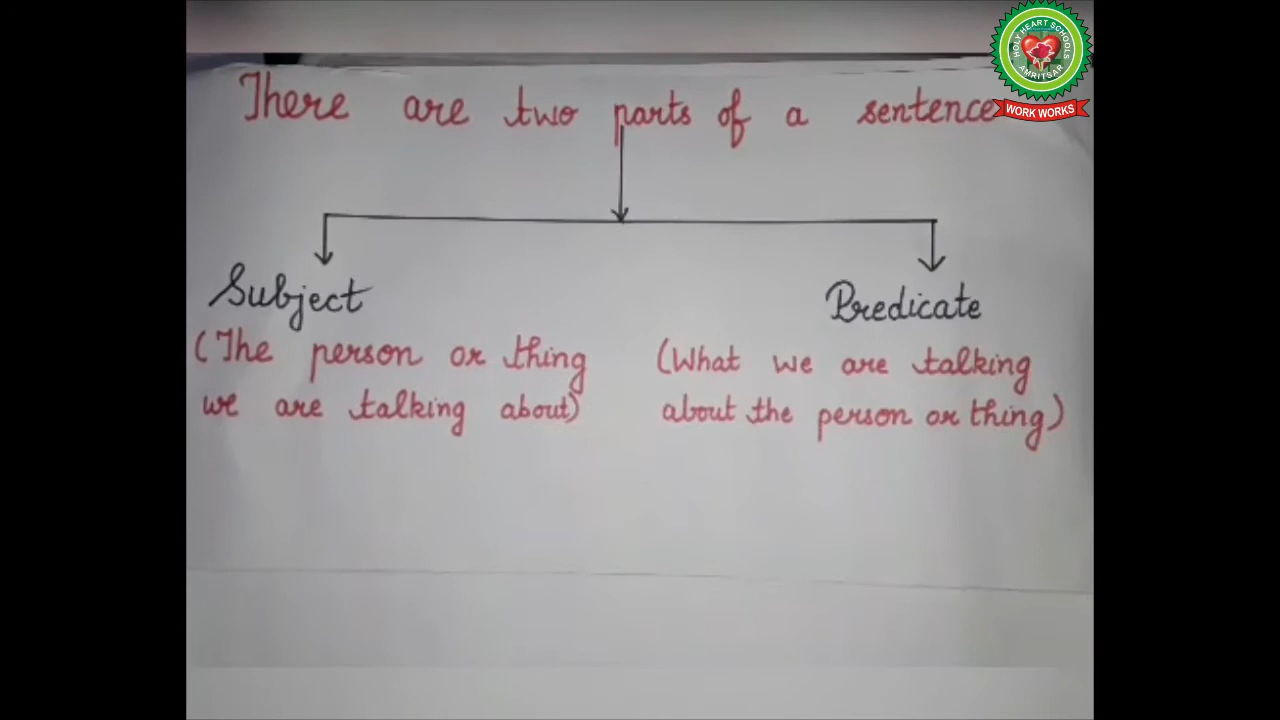 There are two parts of a sentence
HOLY HEART SCHOOLS
AMRITSAR
WORK WORKS
Subject
Predicate
(The person or thing
we are talking about)
(What we are talking
about the person or thing)